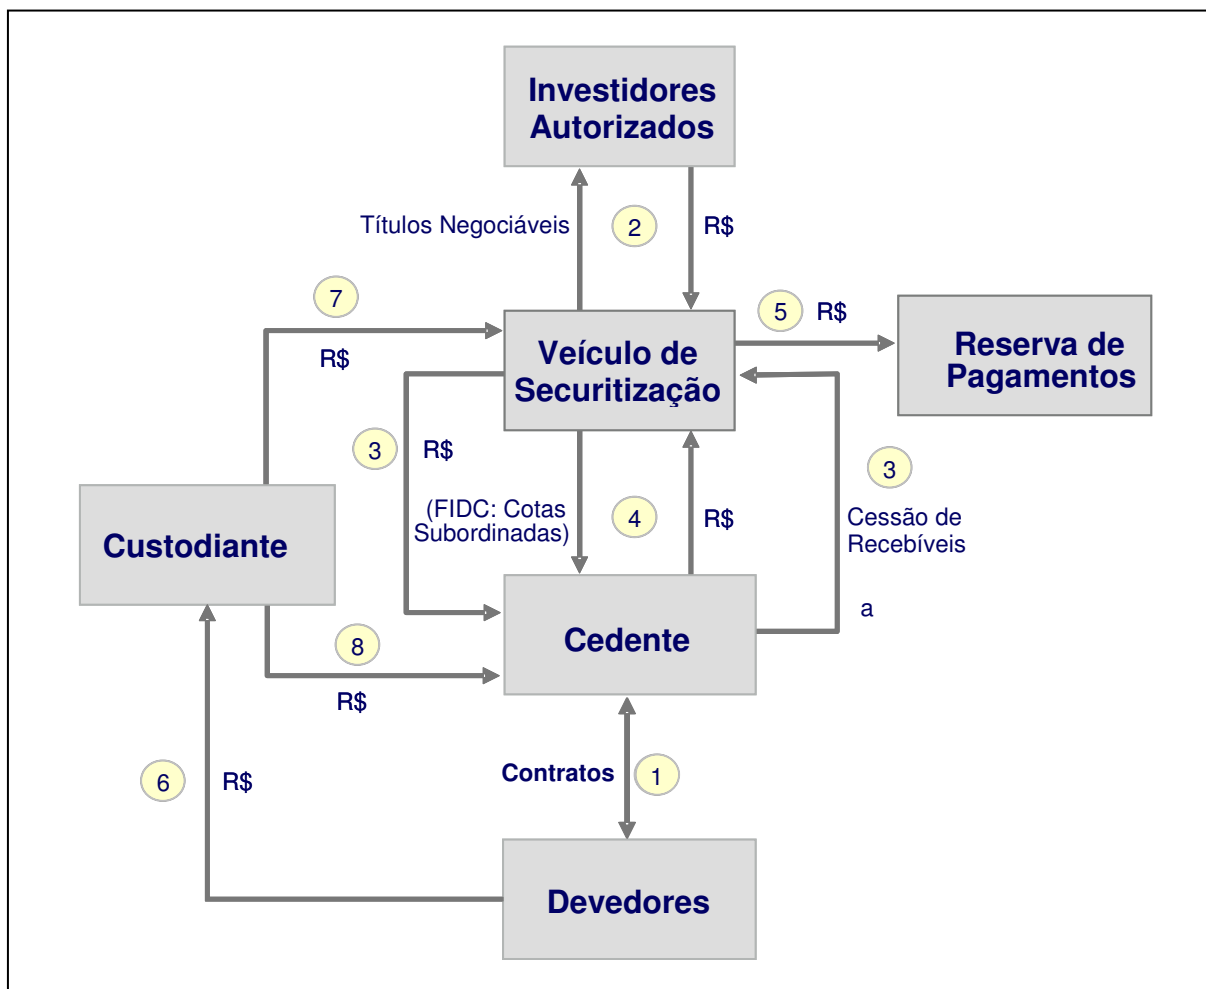 Investidores
Autorizados
Títulos Negociáveis
2
R$
7
R$
5
R$
Veículo de
Securitização
Reserva de
Pagamentos
3
R$
3
(FIDC: Cotas
Subordinadas)
4
R$
Cessão de
Recebíveis
Custodiante
a
Cedente
8
R$
Contratos
1
6
R$
Devedores